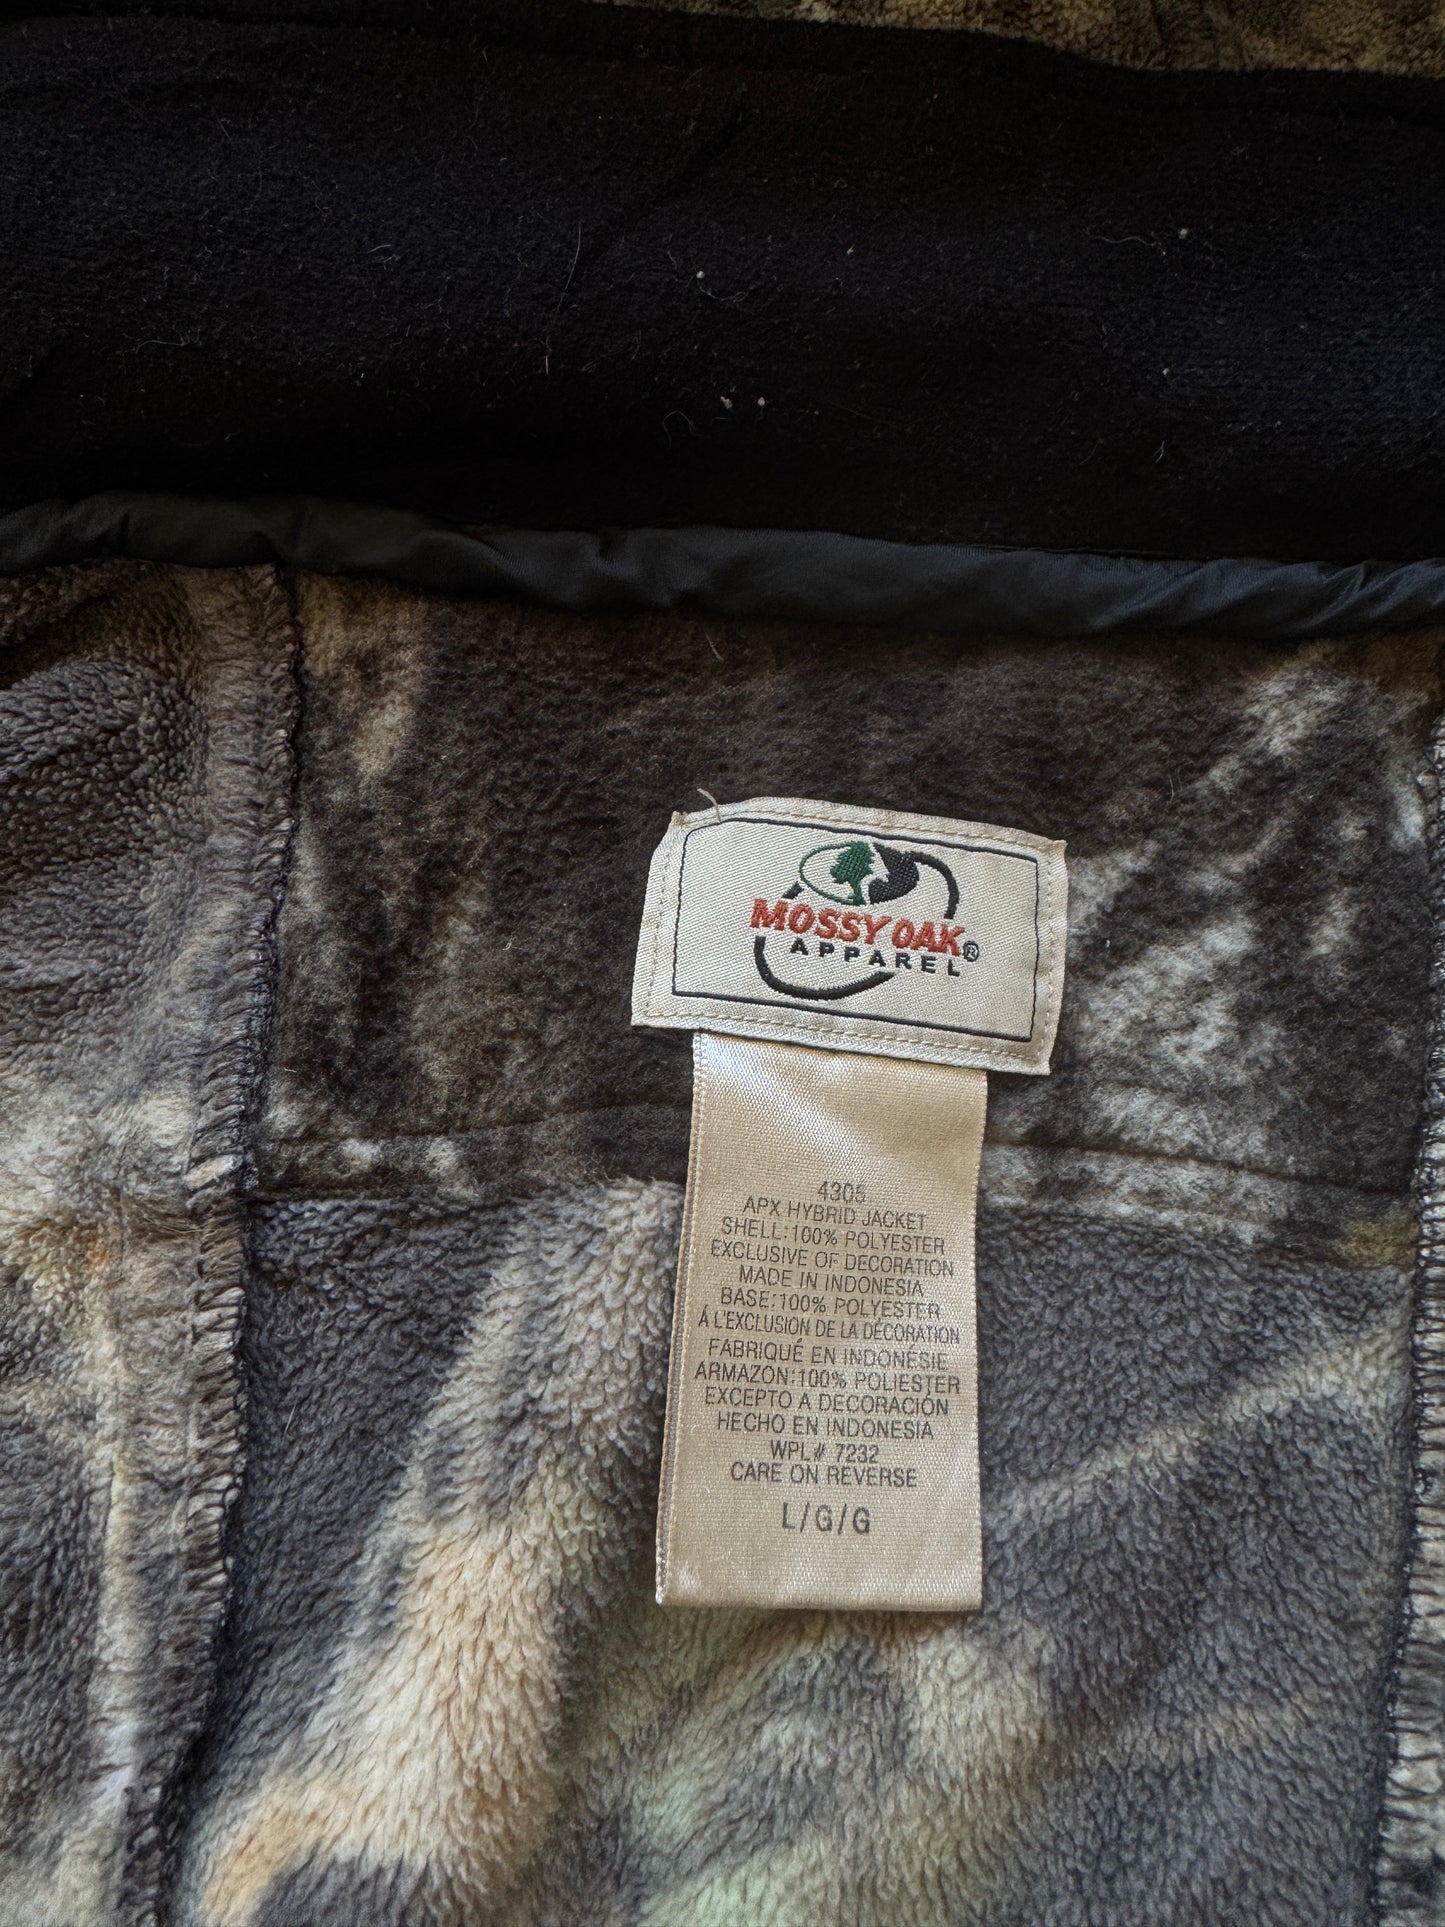 MOSSY OAK®
APPAREL
4305
APX HYBRID JACKET
SHELL:100% POLYESTER
EXCLUSIVE OF DECORATION
MADE IN INDONESIA
BASE:100% POLYESTER
Á L'EXCLUSION DE LA DÉCORATION
FABRIQUÉ EN INDONÉSIE
ARMAZON:100% POLIESTER
EXCEPTO A DECORACIÓN
HECHO EN INDONESIA
WPL# 7232
CARE ON REVERSE
L/G/G